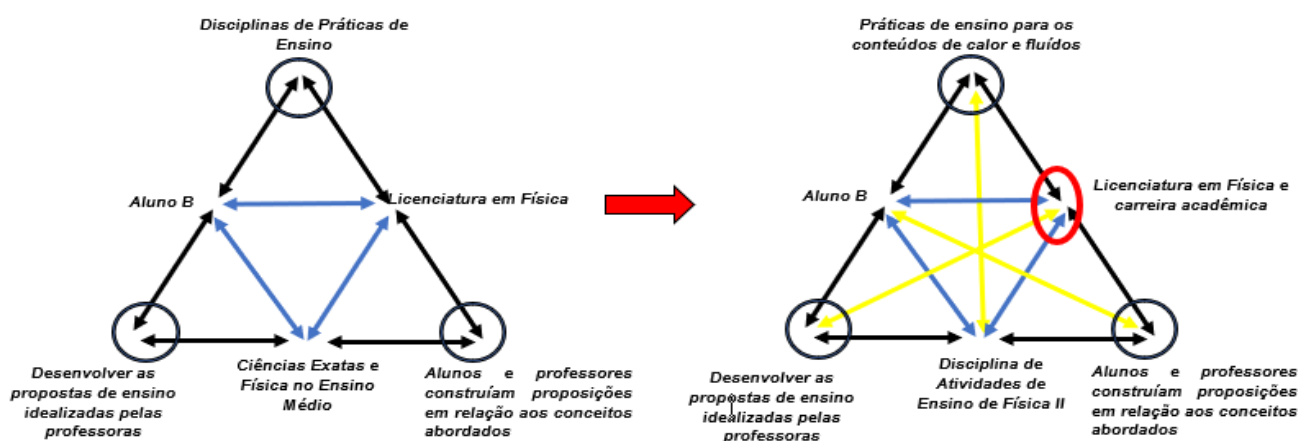 Disciplinas de Práticas de
Ensino
Aluno B
Licenciatura em Física
Desenvolver as
propostas de ensino
idealizadas pelas
professoras
Ciências Exatas e
Física no Ensino
Médio
Alunos e professores
construíam proposições
em relação aos conceitos
abordados
Práticas de ensino para os
conteúdos de calor e fluídos
Aluno B
Licenciatura em Física e
carreira acadêmica
Desenvolver as
propostas de ensino
idealizadas pelas
professoras
Disciplina de
Atividades de
Ensino de Física II
Alunos e professores
construíam proposições
em relação aos conceitos
abordados